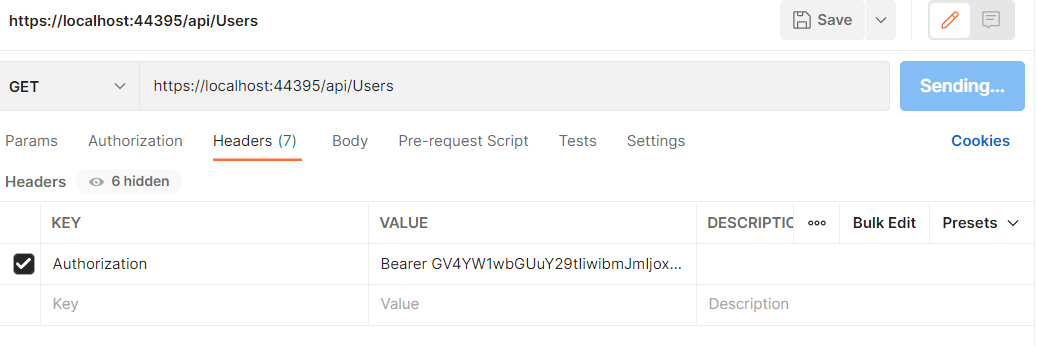 https://localhost:44395/api/Users Save
GET https://localhost:44395/api/Users Sending...
Params Authorization Headers (7) Body Pre-request Script Tests Settings Cookies
Headers 6 hidden
KEY VALUE DESCRIPTIC Bulk Edit Presets
Authorization Bearer GV4YW1wbGUuY29tIiwibmJmIjox...
Key Value Description